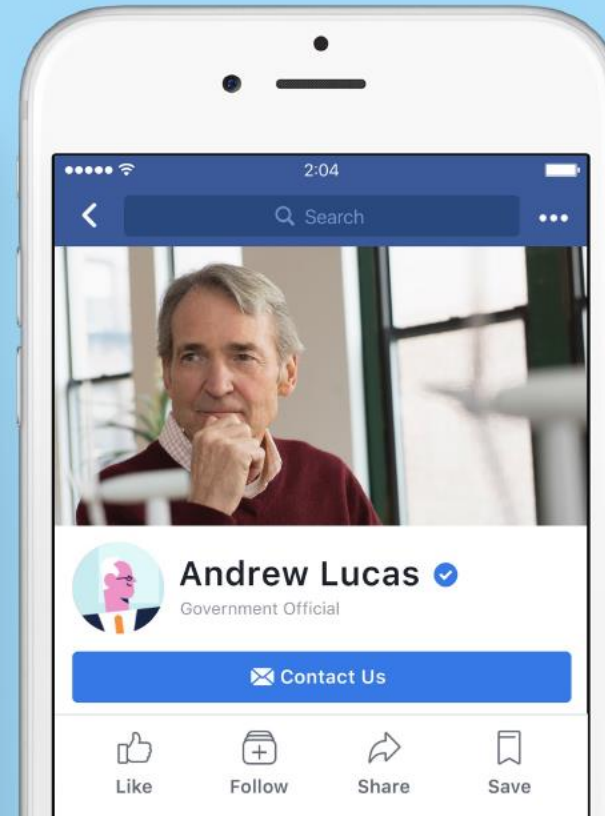 2:04
Search
Andrew Lucas
Government Official
Contact Us
Like Follow Share Save